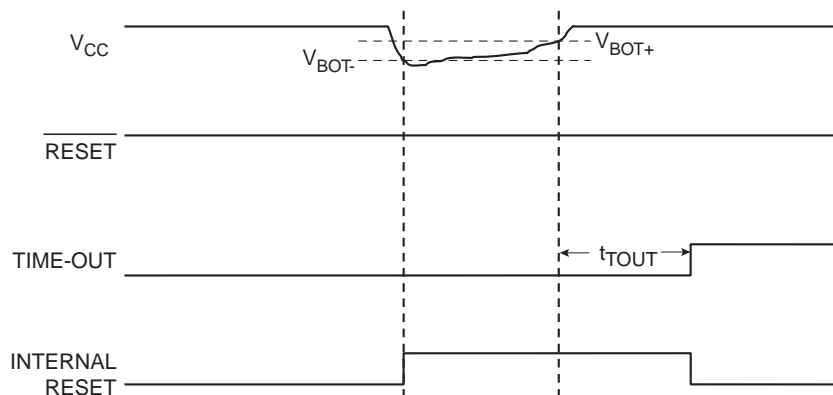 VCC
VBOT-
VBOT+
RESET
TIME-OUT
tTOUT
INTERNAL
RESET